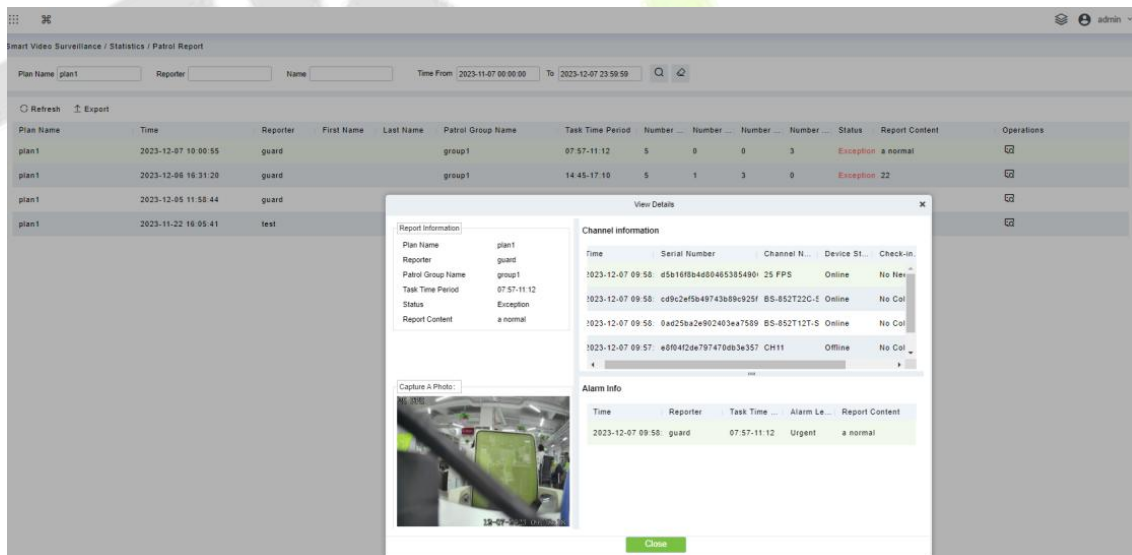 admin
Smart Video Surveillance / Statistics / Patrol Report
Plan Name plan1 Reporter Name Time From 2023-11-07 00:00:00 To 2023-12-07 23:59:59
Refresh Export
Plan Name Time Reporter First Name Last Name Patrol Group Name Task Time Period Number ... Number ... Number ... Number ... Status Report Content Operations
plan1 2023-12-07 10:00:55 guard group1 07:57-11:12 5 0 0 3 Exception a normal
plan1 2023-12-06 16:31:20 guard group1 14:45-17:10 5 1 3 0 Exception 22
plan1 2023-12-05 11:58:44 guard
plan1 2023-11-22 16:05:41 test
View Details
Report Information
Plan Name plan1
Reporter guard
Patrol Group Name group1
Task Time Period 07:57-11:12
Status Exception
Report Content a normal
Capture A Photo:
Channel information
Time Serial Number Channel N... Device St... Check-in.
2023-12-07 09:58: 25 FPS Online No
2023-12-07 09:58: Online No Col
2023-12-07 09:58: BS-852T12T-S Online No Col
2023-12-07 09:57: CH11 Offline No Col
Alarm Info
Time Reporter Task Time ... Alarm Le... Report Content
2023-12-07 09:58: guard 07:57-11:12 Urgent a normal
Close